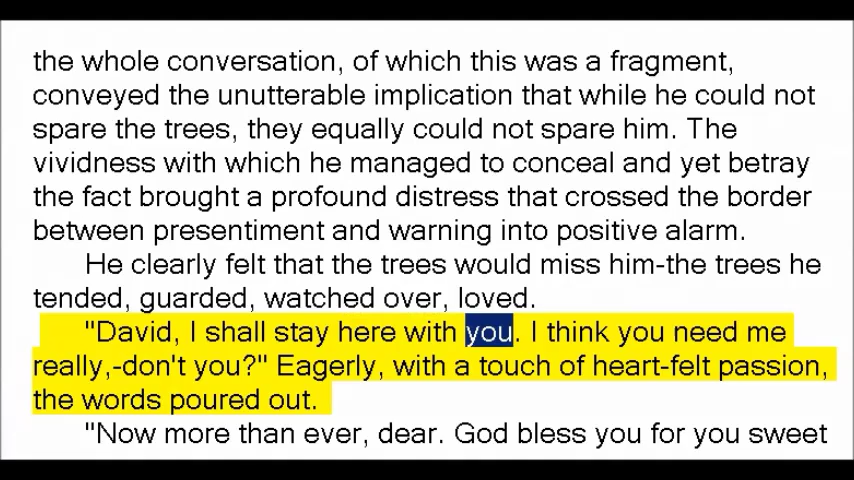 the whole conversation, of which this was a fragment,
conveyed the unutterable implication that while he could not
spare the trees, they equally could not spare him. The
vividness with which he managed to conceal and yet betray
the fact brought a profound distress that crossed the border
between presentiment and warning into positive alarm.
He clearly felt that the trees would miss him-the trees he
tended, guarded, watched over, loved.
"David, I shall stay here with you. I think you need me
really,-don't you?" Eagerly, with a touch of heart-felt passion,
the words poured out.
"Now more than ever, dear. God bless you for you sweet